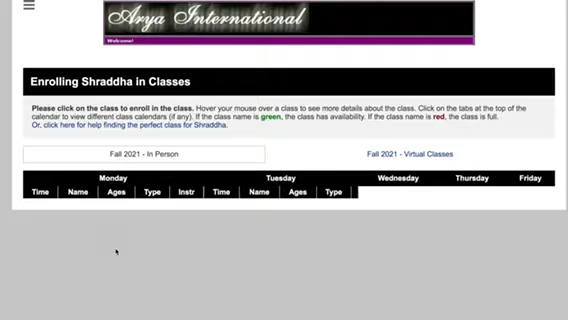 Arya International
Welcome!
Enrolling Shraddha in Classes
Please click on the class to enroll in the class. Hover your mouse over a class to see more details about the class. Click on the tabs at the top of the
calendar to view different class calendars (if any). If the class name is green, the class has availability. If the class name is red, the class is full.
Or, click here for help finding the perfect class for Shraddha.
Fall 2021 - In Person Fall 2021 - Virtual Classes
Monday Tuesday Wednesday Thursday Friday
Time Name Ages Type Instr Time Name Ages Type